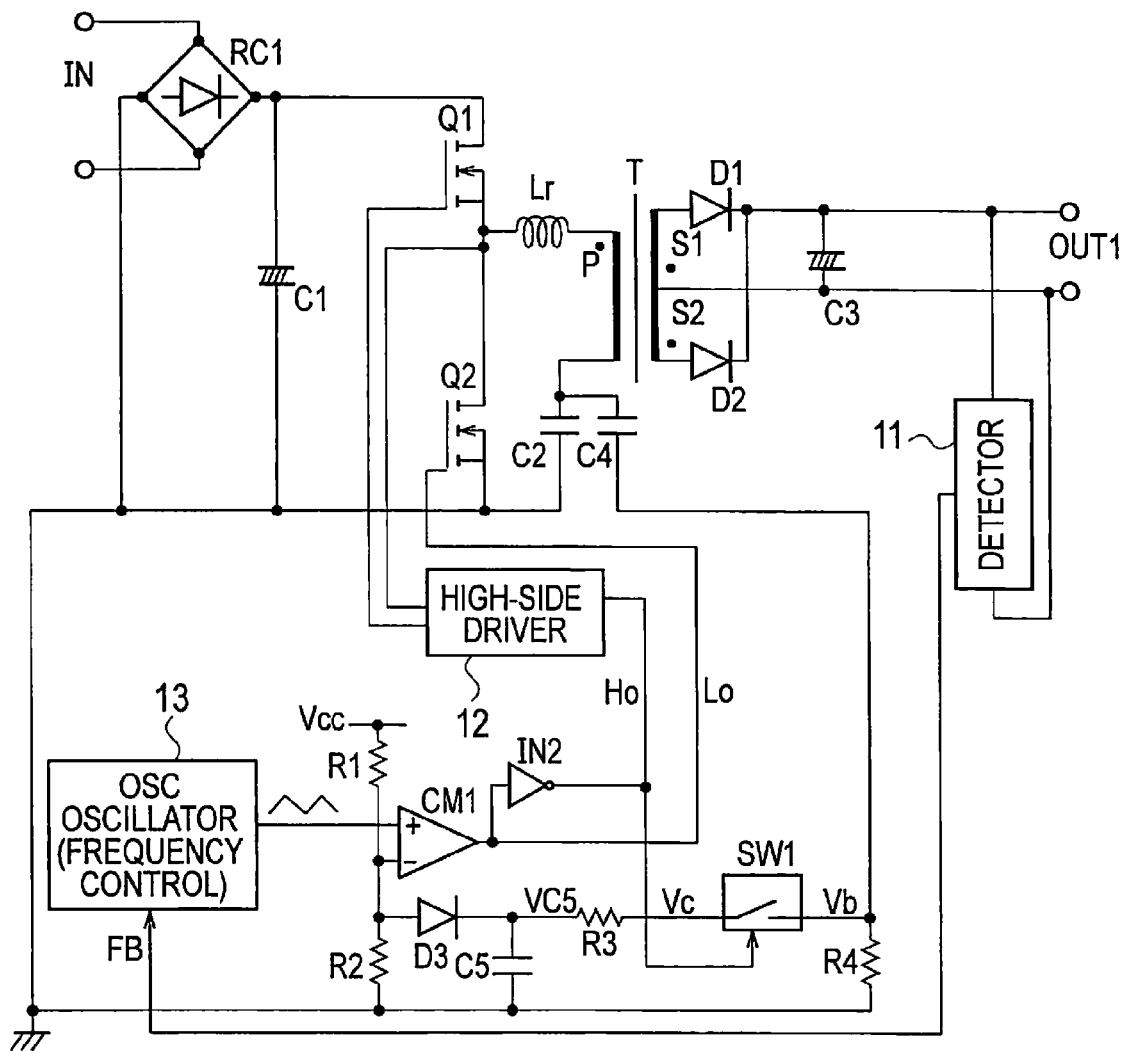 IN
RC1
Q1
C1
Lr
T
P
S1
S2
D1
D2
C3
OUT1
Q2
C2
C4
11
DETECTOR
HIGH-SIDE
DRIVER
12
Ho
Lo
13
OSC
OSCILLATOR
(FREQUENCY
CONTROL)
FB
Vcc
R1
CM1
+
−
IN2
R2
D3
C5
VC5
R3
Vc
SW1
Vb
R4